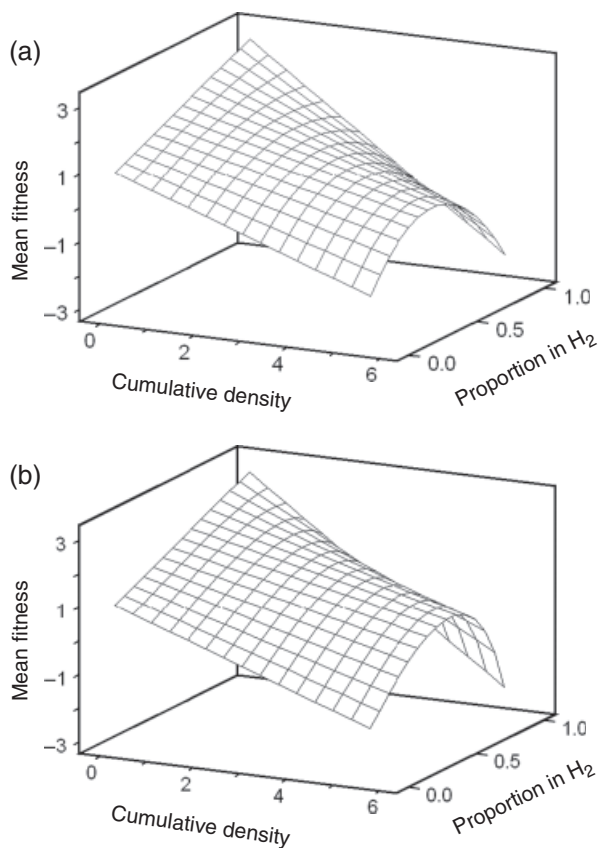 (a)
3
1
–1
–3
Mean fitness
0
2
4
6
Cumulative density
0.0
0.5
1.0
Proportion in H₂
(b)
3
1
–1
–3
Mean fitness
0
2
4
6
Cumulative density
0.0
0.5
1.0
Proportion in H₂